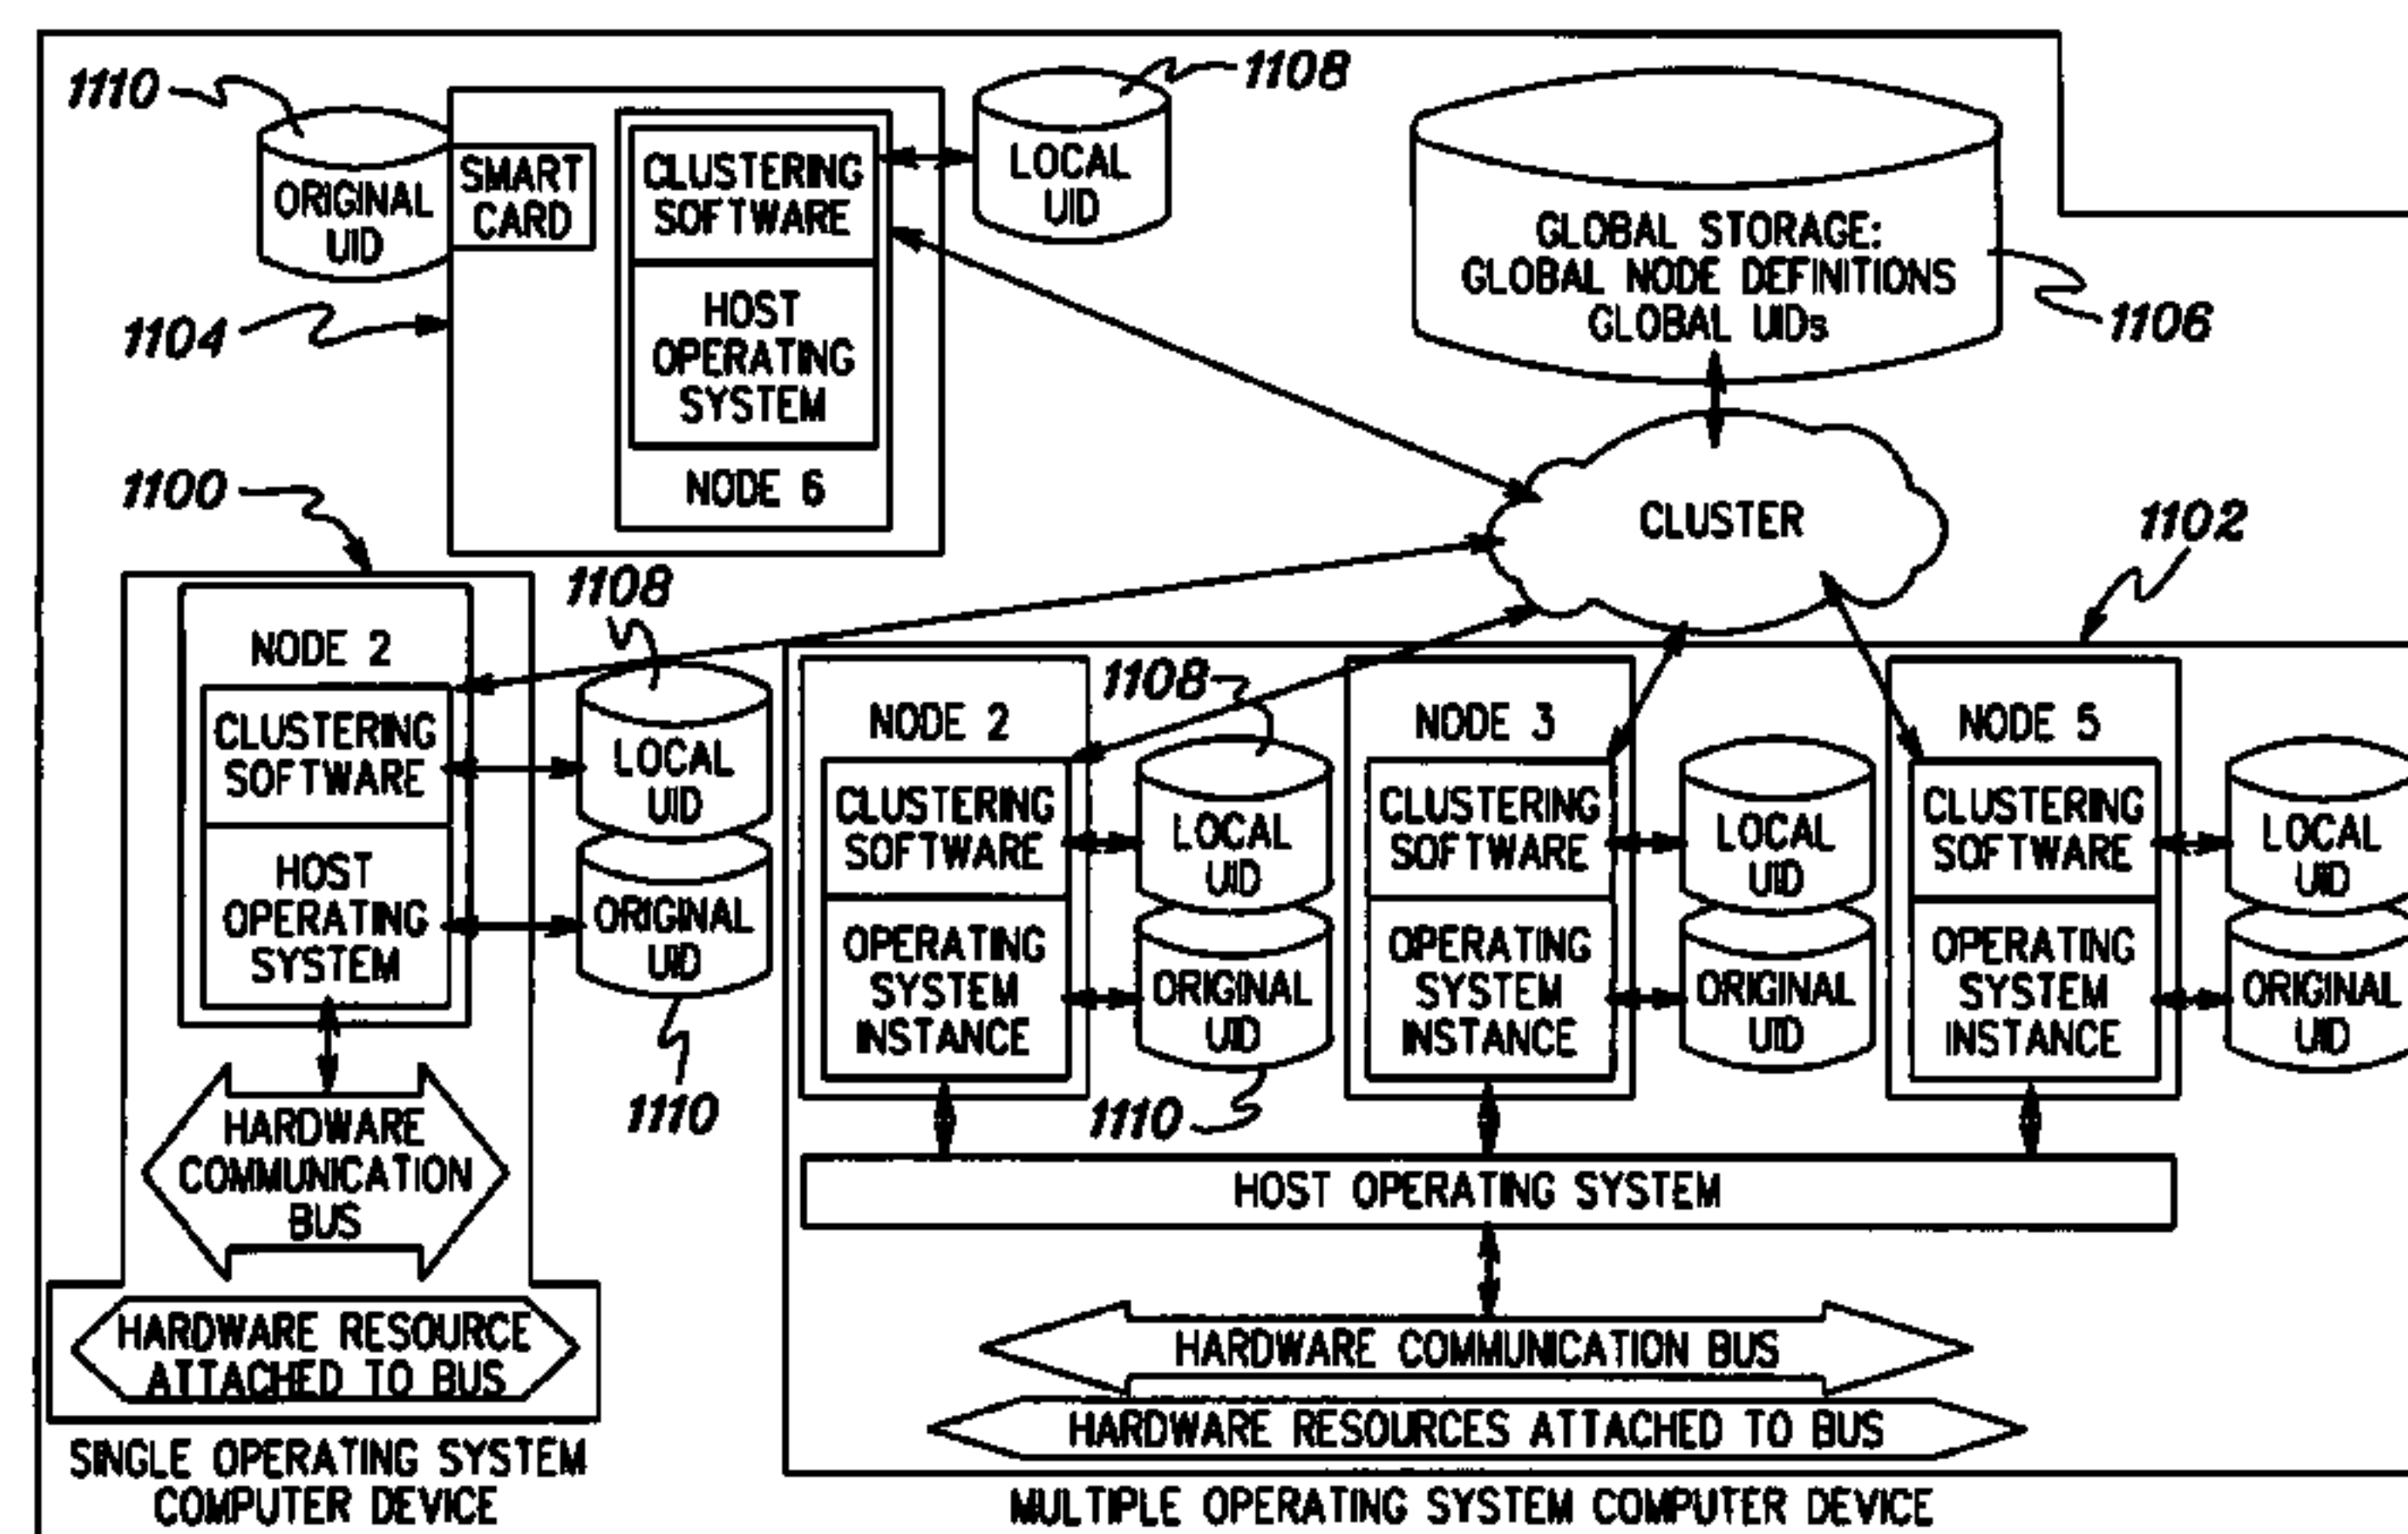 1110
ORIGINAL
UID
SMART
CARD
CLUSTERING
SOFTWARE
HOST
OPERATING
SYSTEM
NODE 6
1108
LOCAL
UID
GLOBAL STORAGE:
GLOBAL NODE DEFINITIONS
GLOBAL UIDs
1106
1104
CLUSTER
1100
1102
NODE 2
CLUSTERING
SOFTWARE
HOST
OPERATING
SYSTEM
1108
LOCAL
UID
ORIGINAL
UID
1110
HARDWARE
COMMUNICATION
BUS
HARDWARE RESOURCE
ATTACHED TO BUS
SINGLE OPERATING SYSTEM
COMPUTER DEVICE
NODE 2
CLUSTERING
SOFTWARE
OPERATING
SYSTEM
INSTANCE
1108
LOCAL
UID
ORIGINAL
UID
1110
NODE 3
CLUSTERING
SOFTWARE
OPERATING
SYSTEM
INSTANCE
LOCAL
UID
ORIGINAL
UID
NODE 5
CLUSTERING
SOFTWARE
OPERATING
SYSTEM
INSTANCE
LOCAL
UID
ORIGINAL
UID
HOST OPERATING SYSTEM
HARDWARE COMMUNICATION BUS
HARDWARE RESOURCES ATTACHED TO BUS
MULTIPLE OPERATING SYSTEM COMPUTER DEVICE